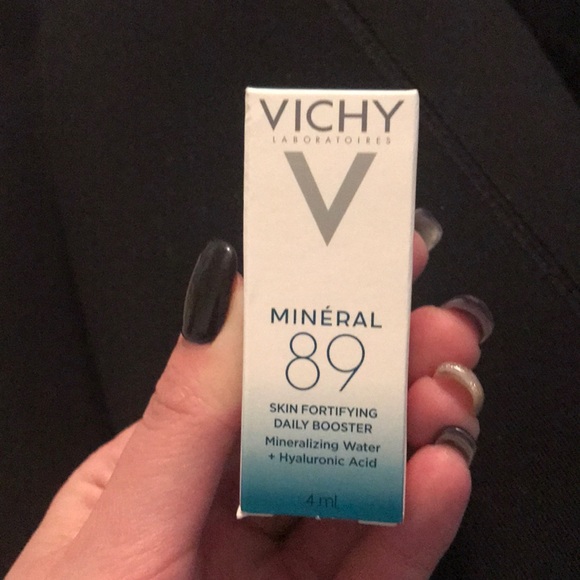 VICHY
LABORATOIRES
V
MINÉRAL
89
SKIN FORTIFYING
DAILY BOOSTER
Mineralizing Water
+ Hyaluronic Acid
4 ml